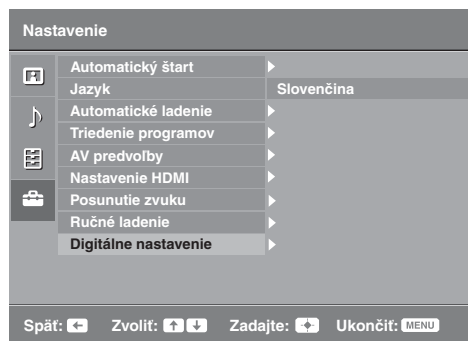 Nastavenie
Automatický štart
Jazyk Slovenčina
Automatické ladenie
Triedenie programov
AV predvoľby
Nastavenie HDMI
Posunutie zvuku
Ručné ladenie
Digitálne nastavenie
Späť: Zvoliť: Zadajte: Ukončiť: MENU